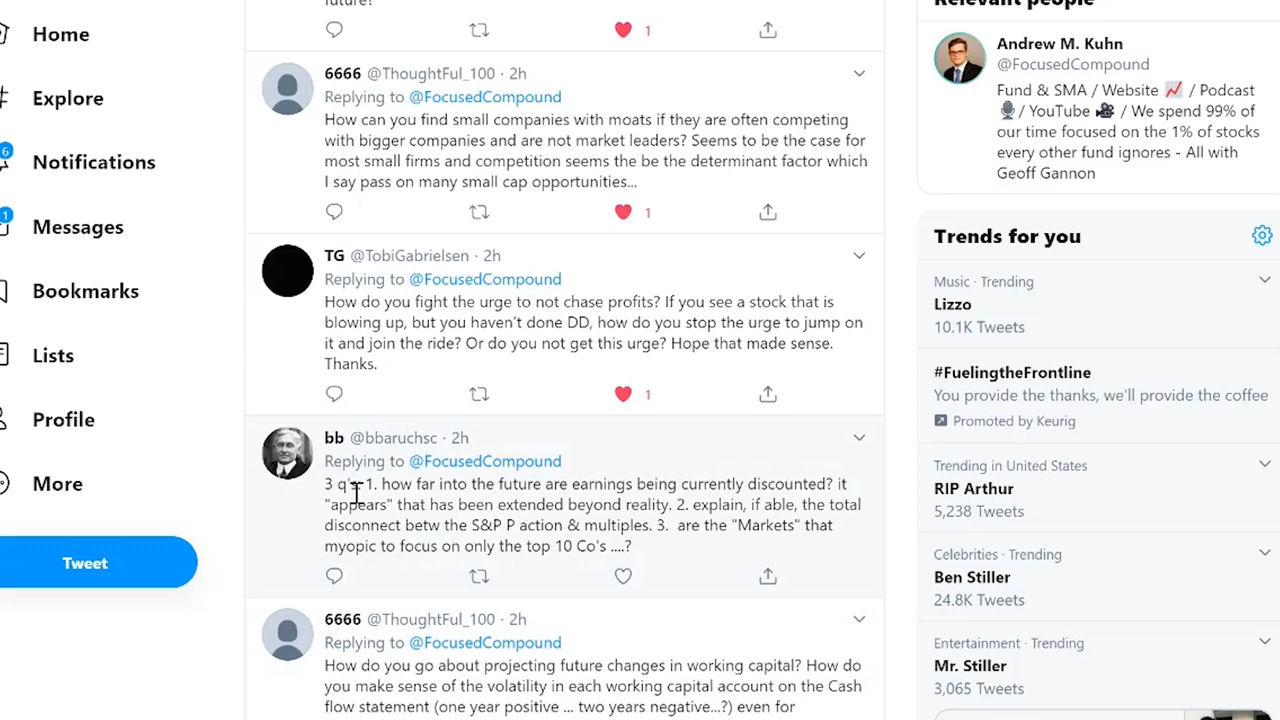 Home
Explore
6
Notifications
1
Messages
Bookmarks
Lists
Profile
More
Tweet
future?
1
6666 @ThoughtFul_100 · 2h
Replying to @FocusedCompound
How can you find small companies with moats if they are often competing
with bigger companies and are not market leaders? Seems to be the case for
most small firms and competition seems the be the determinant factor which
I say pass on many small cap opportunities...
1
TG @TobiGabrielsen · 2h
Replying to @FocusedCompound
How do you fight the urge to not chase profits? If you see a stock that is
blowing up, but you haven't done DD, how do you stop the urge to jump on
it and join the ride? Or do you not get this urge? Hope that made sense.
Thanks.
1
bb @bbaruchsc · 2h
Replying to @FocusedCompound
3 1. how far into the future are earnings being currently discounted? it
"appears" that has been extended beyond reality. 2. explain, if able, the total
disconnect betw the S&P P action & multiples. 3. are the "Markets" that
myopic to focus on only the top 10 Co's ....?
6666 @ThoughtFul_100 · 2h
Replying to @FocusedCompound
How do you go about projecting future changes in working capital? How do
you make sense of the volatility in each working capital account on the Cash
flow statement (one year positive ... two years negative...?) even for
Relevant people
Andrew M. Kuhn
@FocusedCompound
Fund & SMA / Website 📈 / Podcast
🎙️/ YouTube 🎥 / We spend 99% of
our time focused on the 1% of stocks
every other fund ignores - All with
Geoff Gannon
Trends for you
Music · Trending
Lizzo
10.1K Tweets
#FuelingtheFrontline
You provide the thanks, we'll provide the coffee
Promoted by Keurig
Trending in United States
RIP Arthur
5,238 Tweets
Celebrities · Trending
Ben Stiller
24.8K Tweets
Entertainment · Trending
Mr. Stiller
3,065 Tweets